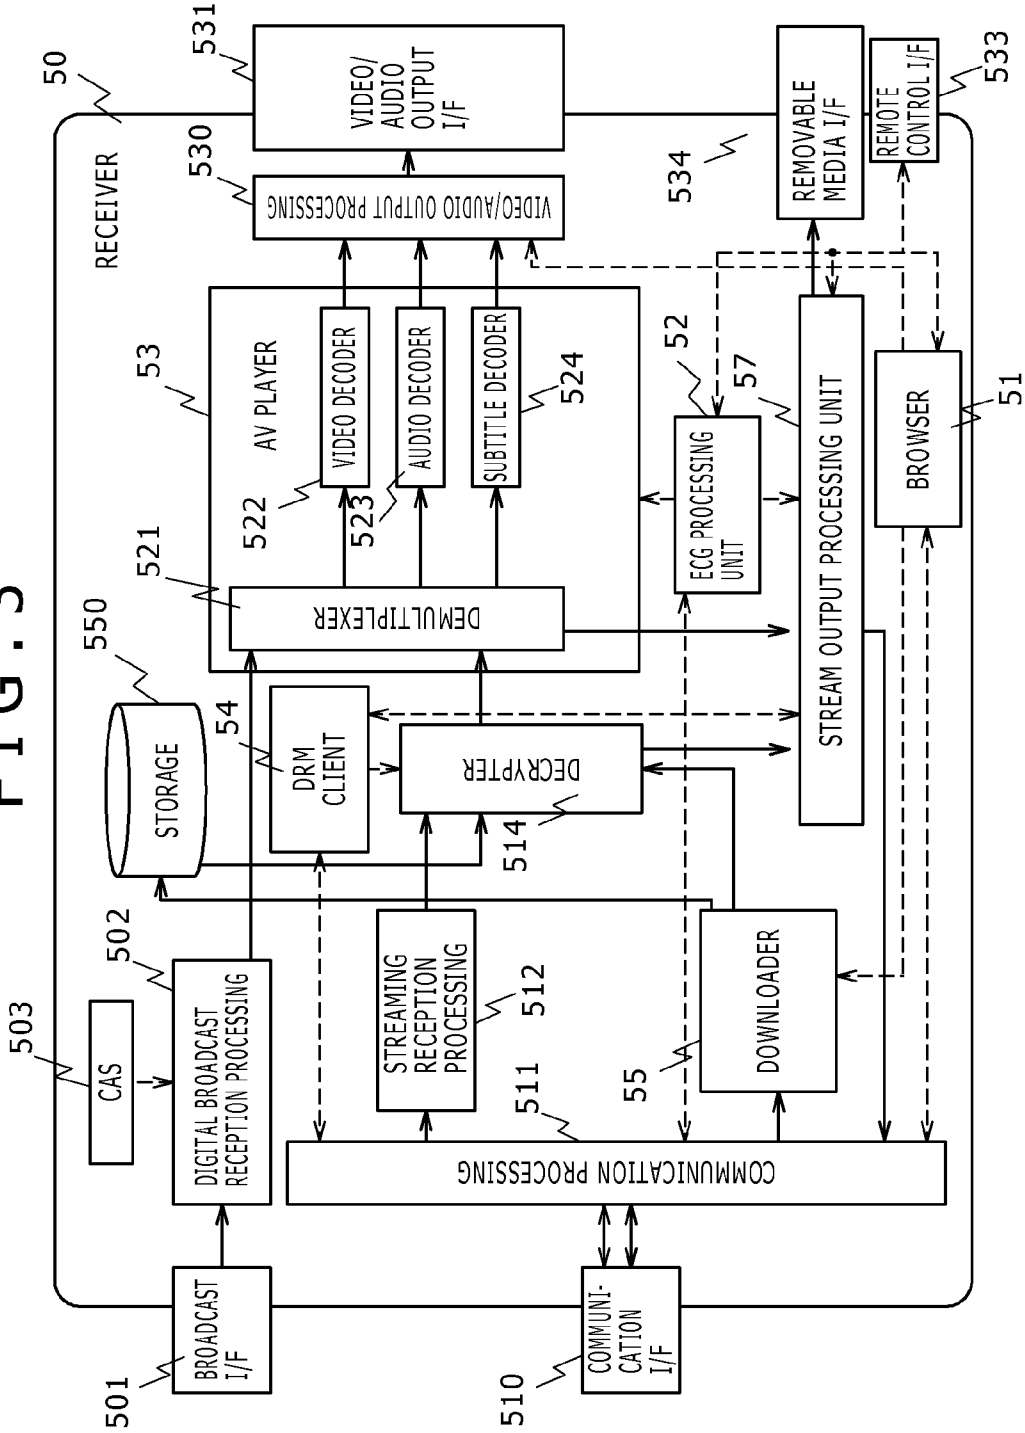 FIG. 5
50
RECEIVER
503
CAS
502
DIGITAL BROADCAST
RECEPTION PROCESSING
501
BROADCAST
I/F
550
STORAGE
54
DRM
CLIENT
521
DEMULTIPLEXER
53
AV PLAYER
522
VIDEO DECODER
523
AUDIO DECODER
SUBTITLE DECODER
524
530
VIDEO/AUDIO OUTPUT PROCESSING
531
VIDEO/
AUDIO
OUTPUT
I/F
STREAMING
RECEPTION
PROCESSING
512
DECRYPTER
514
511
COMMUNICATION PROCESSING
510
COMMUNI-
CATION
I/F
55
DOWNLOADER
52
ECG PROCESSING
UNIT
57
STREAM OUTPUT PROCESSING UNIT
534
REMOVABLE
MEDIA I/F
REMOTE
CONTROL I/F
533
BROWSER
51